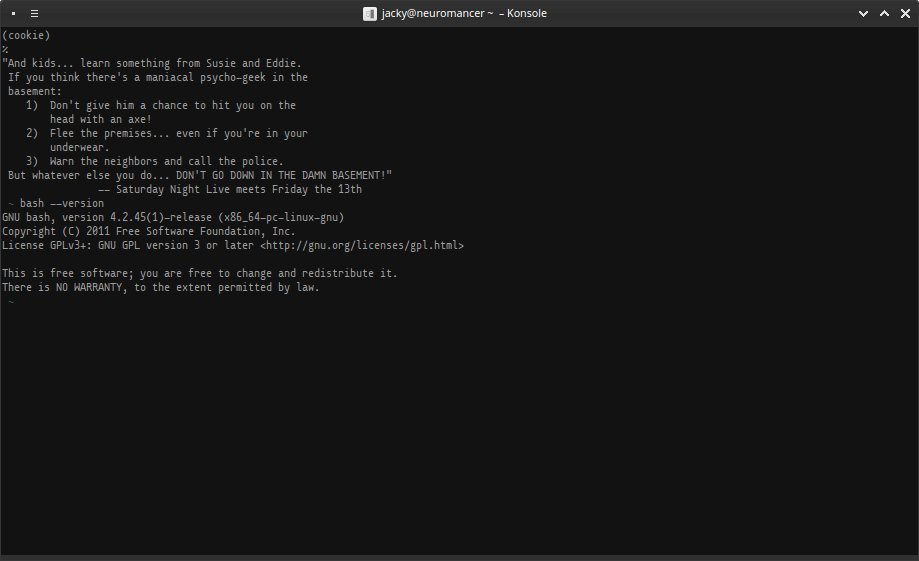 jacky@neuromancer ~ – Konsole
(cookie)
%
"And kids... learn something from Susie and Eddie.
 If you think there's a maniacal psycho-geek in the
 basement:
    1)  Don't give him a chance to hit you on the
        head with an axe!
    2)  Flee the premises... even if you're in your
        underwear.
    3)  Warn the neighbors and call the police.
 But whatever else you do... DON'T GO DOWN IN THE DAMN BASEMENT!"
                -- Saturday Night Live meets Friday the 13th
 ~ bash --version
GNU bash, version 4.2.45(1)-release (x86_64-pc-linux-gnu)
Copyright (C) 2011 Free Software Foundation, Inc.
License GPLv3+: GNU GPL version 3 or later <http://gnu.org/licenses/gpl.html>

This is free software; you are free to change and redistribute it.
There is NO WARRANTY, to the extent permitted by law.
 ~